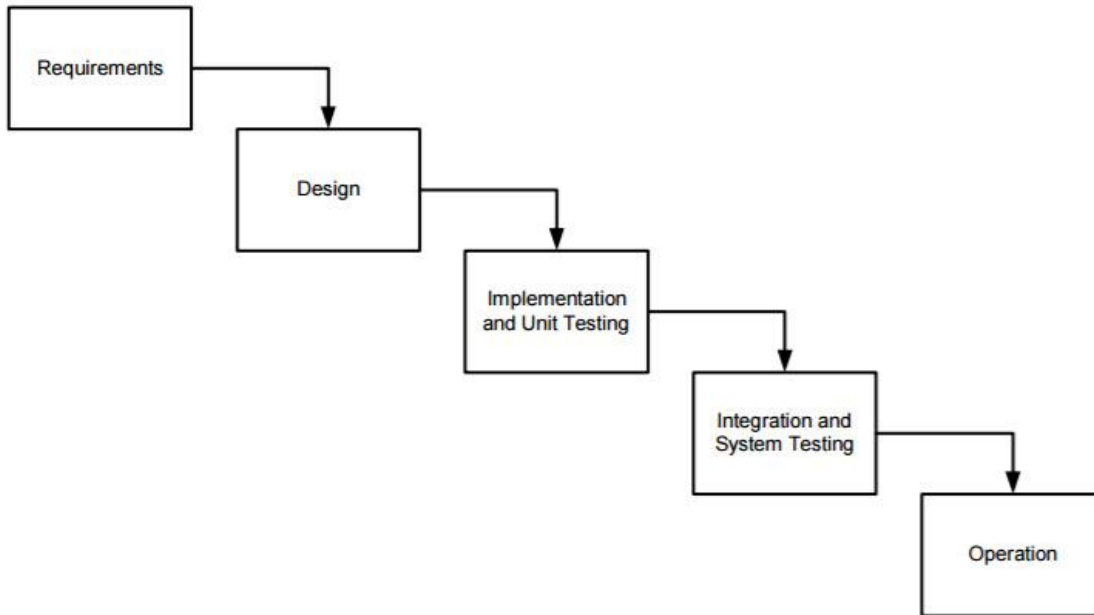 Requirements
Design
Implementation
and Unit Testing
Integration and
System Testing
Operation